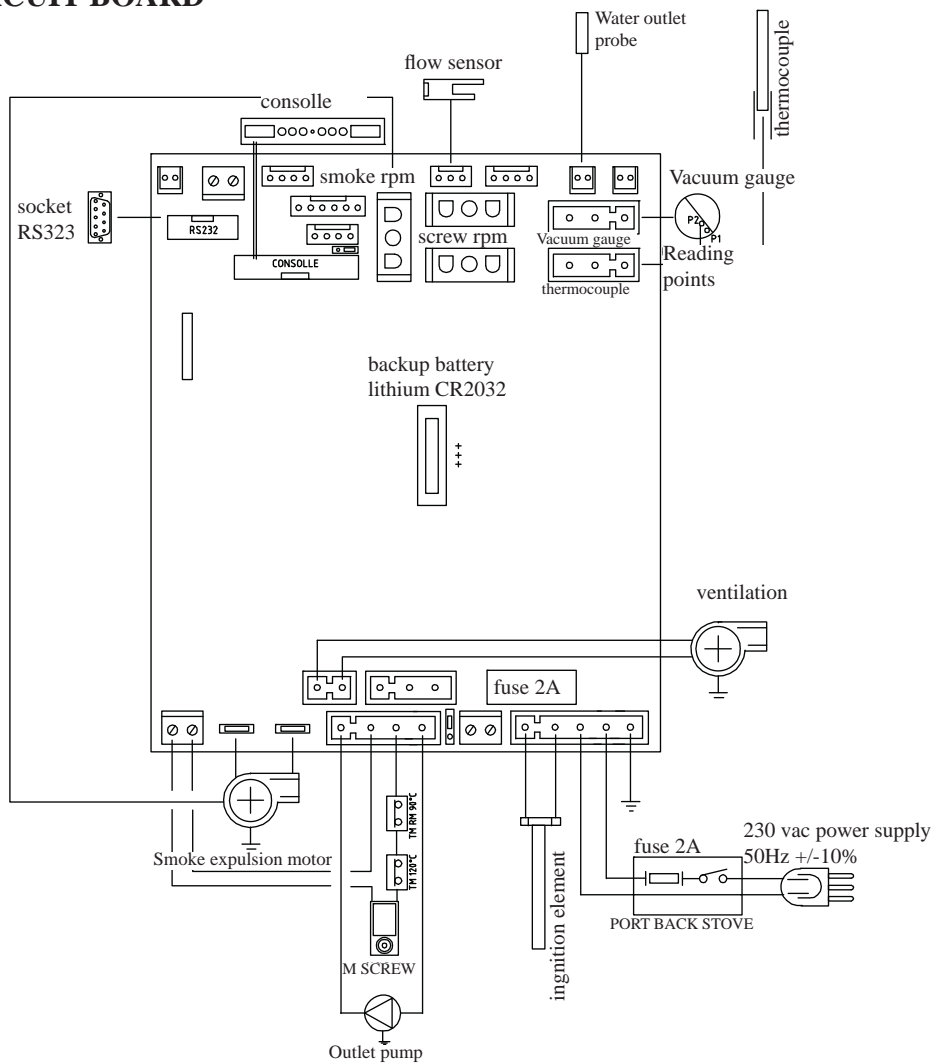 CIRCUIT BOARD
Water outlet
probe
flow sensor
thermocouple
consolle
smoke rpm
Vacuum gauge
socket
RS323
RS232
screw rpm
Vacuum gauge
P2
P1
CONSOLLE
Reading
points
thermocouple
backup battery
lithium CR2032
+++
ventilation
fuse 2A
TM RM 90°C
230 vac power supply
50Hz +/-10%
fuse 2A
Smoke expulsion motor
TM 120°C
ingnition element
PORT BACK STOVE
M SCREW
Outlet pump